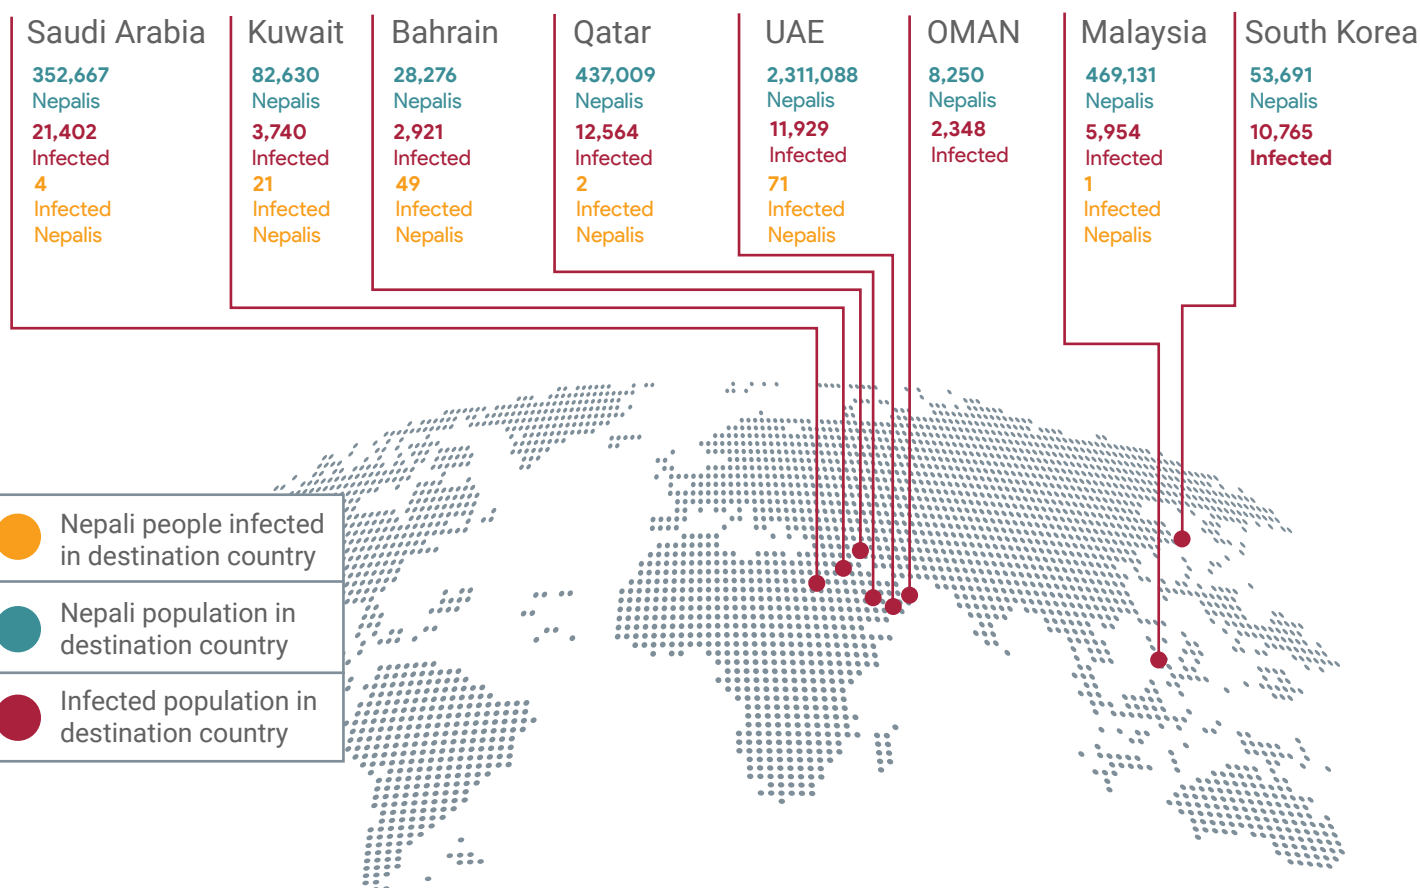 Saudi Arabia
352,667
Nepalis
21,402
Infected
4
Infected
Nepalis
Kuwait
82,630
Nepalis
3,740
Infected
21
Infected
Nepalis
Bahrain
28,276
Nepalis
2,921
Infected
49
Infected
Nepalis
Qatar
437,009
Nepalis
12,564
Infected
2
Infected
Nepalis
UAE
2,311,088
Nepalis
11,929
Infected
71
Infected
Nepalis
OMAN
8,250
Nepalis
2,348
Infected
Malaysia
469,131
Nepalis
5,954
Infected
1
Infected
Nepalis
South Korea
53,691
Nepalis
10,765
Infected
Nepali people infected
in destination country
Nepali population in
destination country
Infected population in
destination country